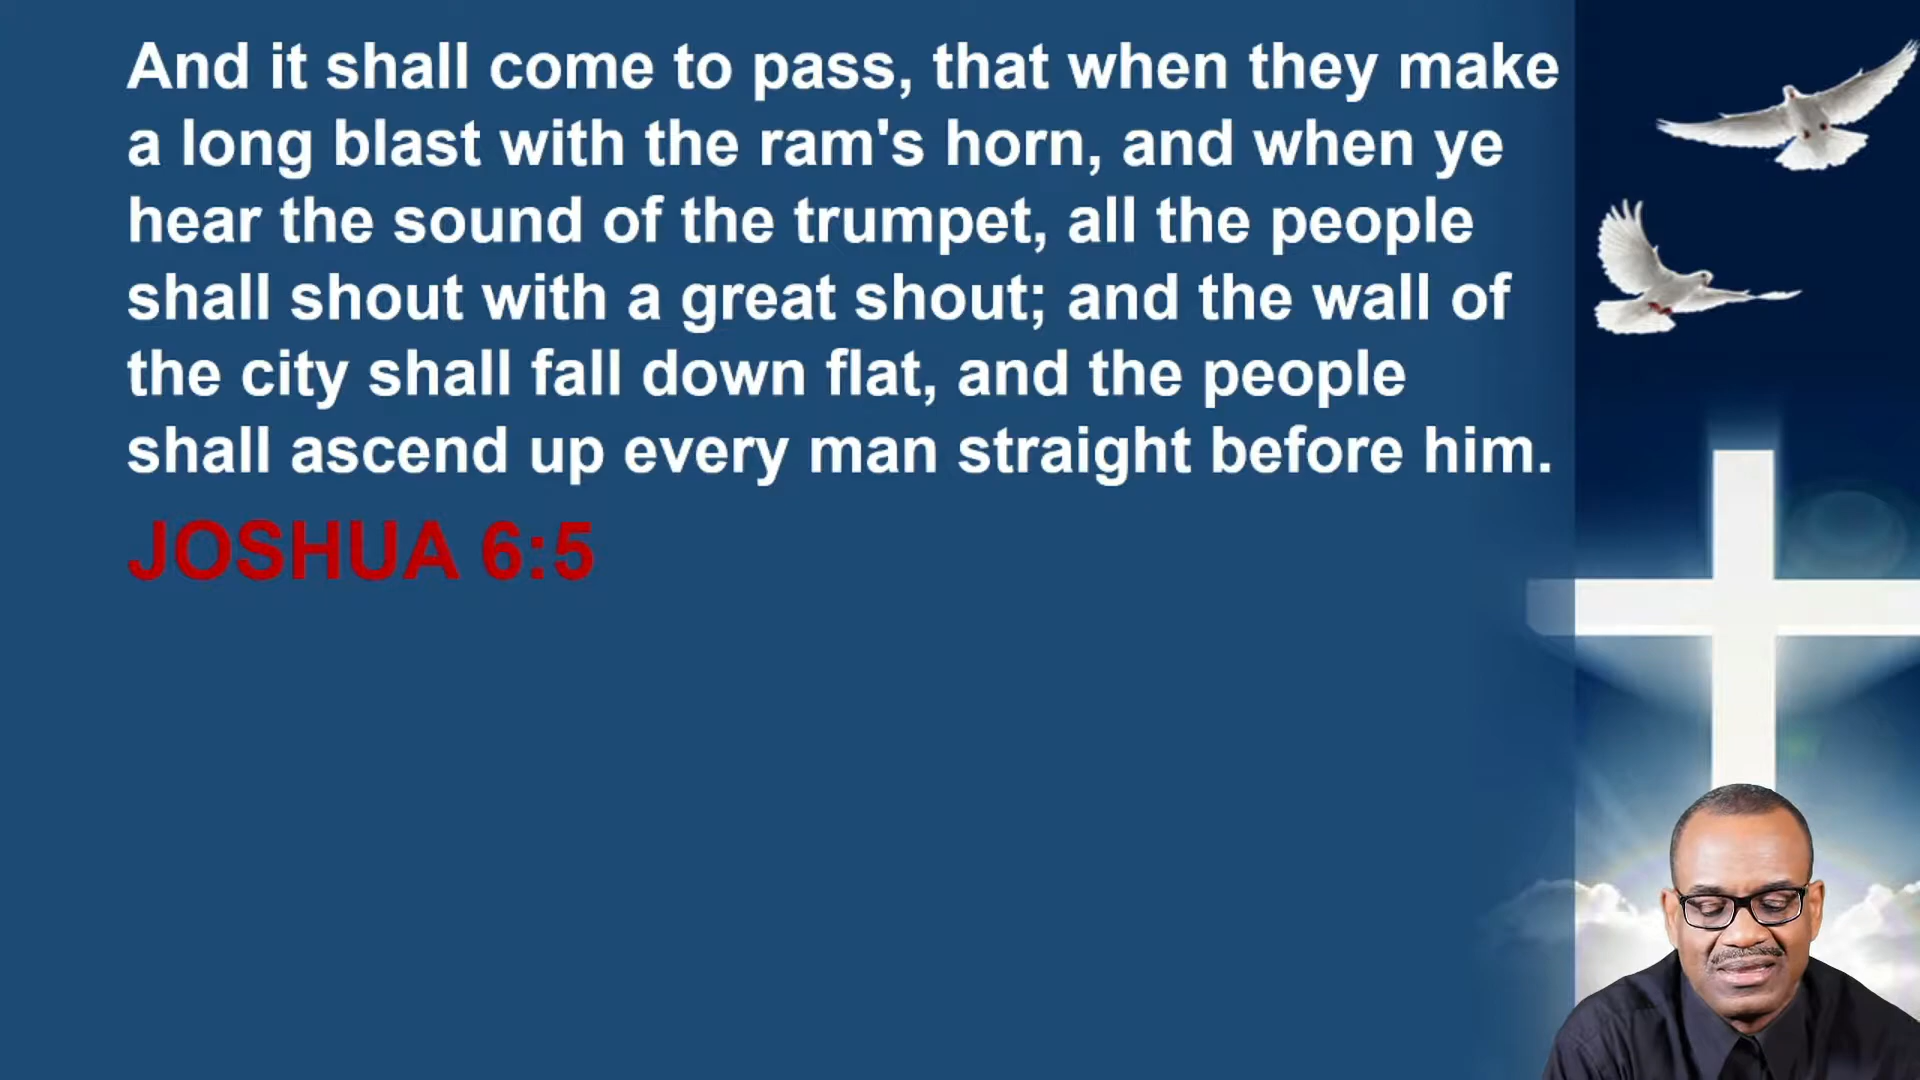 And it shall come to pass, that when they make
a long blast with the ram's horn, and when ye
hear the sound of the trumpet, all the people
shall shout with a great shout; and the wall of
the city shall fall down flat, and the people
shall ascend up every man straight before him.
JOSHUA 6:5